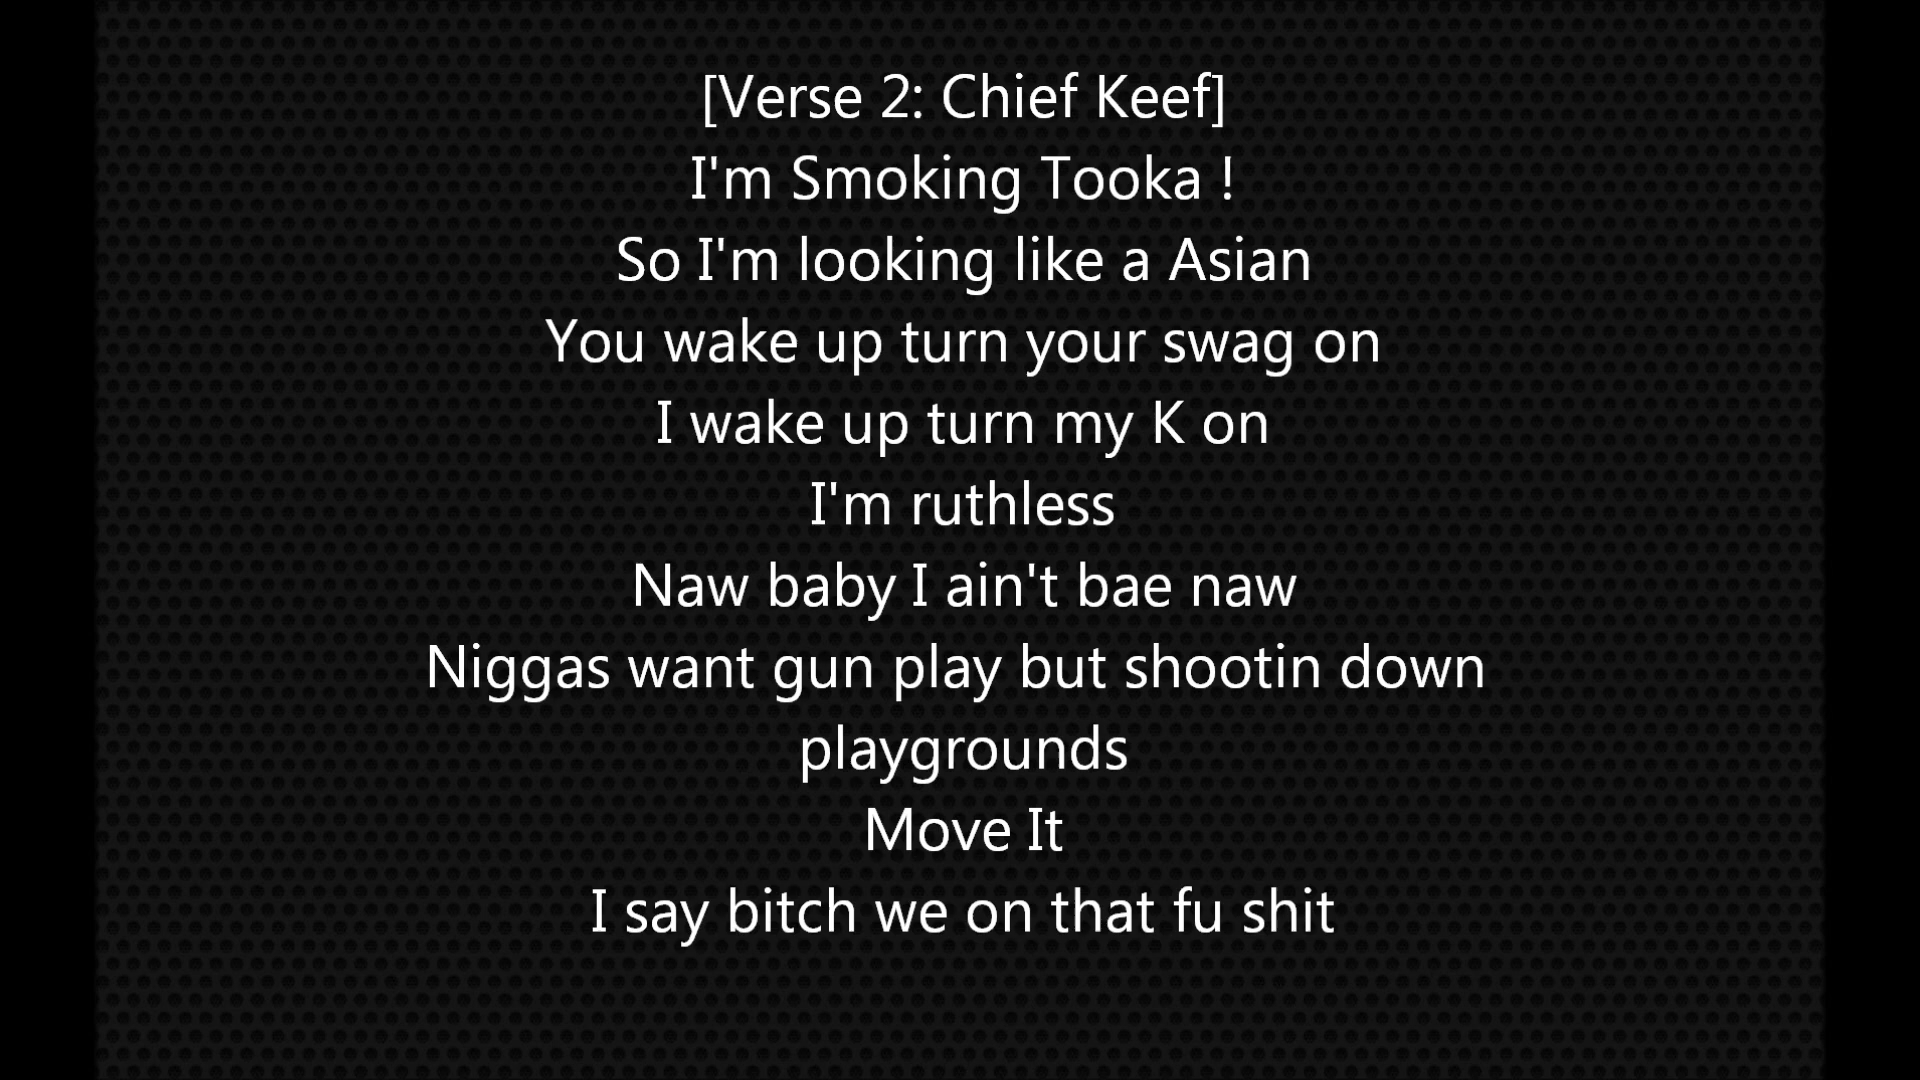 [Verse 2: Chief Keef]
I'm Smoking Tooka !
So I'm looking like a Asian
You wake up turn your swag on
I wake up turn my K on
I'm ruthless
Naw baby I ain't bae naw
Niggas want gun play but shootin down
playgrounds
Move It
I say bitch we on that fu shit